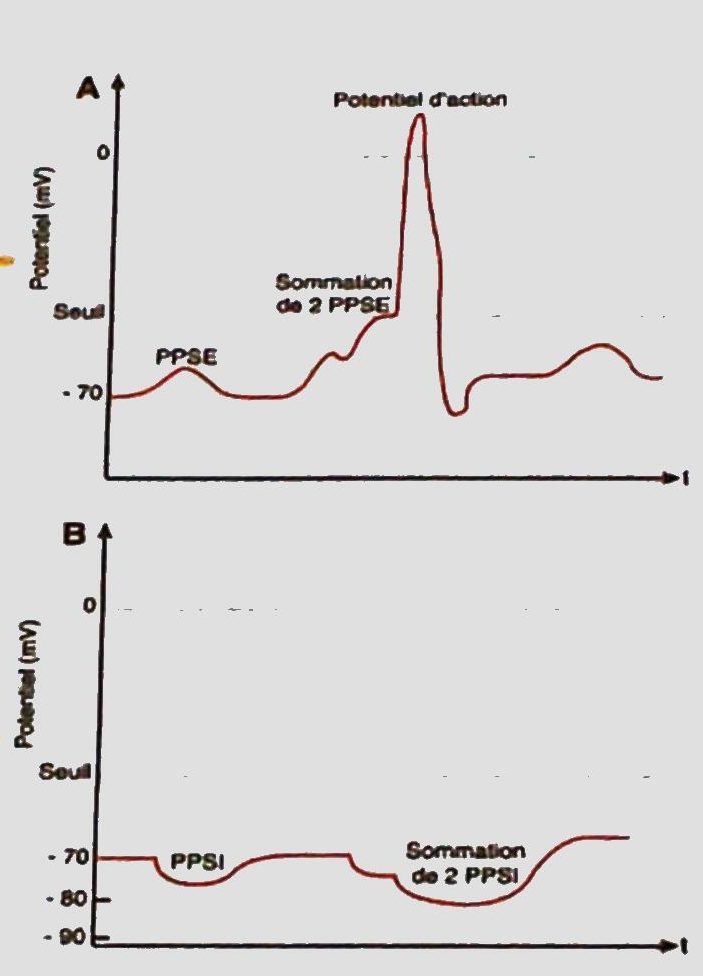 A
Potentiel d'action
0
Potentiel (mV)
Sommation
de 2 PPSE
Seuil
PPSE
- 70
t
B
0
Potentiel (mV)
Seuil
- 70
PPSI
Sommation
de 2 PPSI
- 80
- 90
t